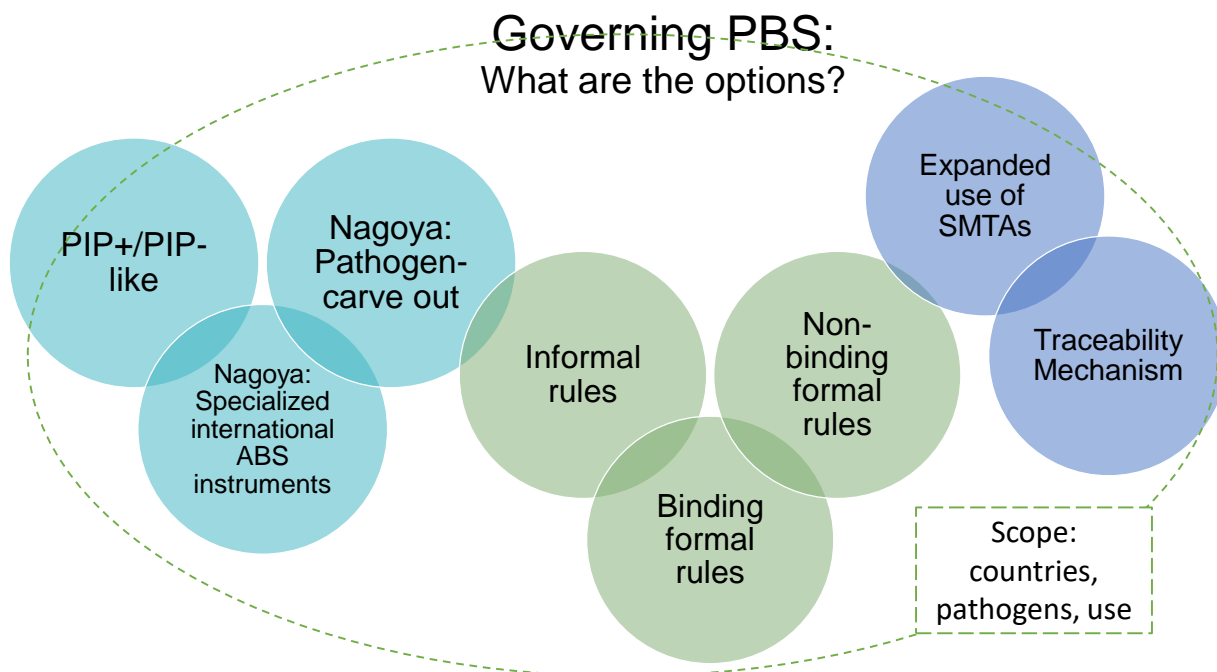 Governing PBS:
What are the options?
PIP+/PIP-
like
Nagoya:
Pathogen-
carve out
Nagoya:
Specialized
international
ABS
instruments
Informal
rules
Binding
formal
rules
Non-
binding
formal
rules
Expanded
use of
SMTAs
Traceability
Mechanism
Scope:
countries,
pathogens, use